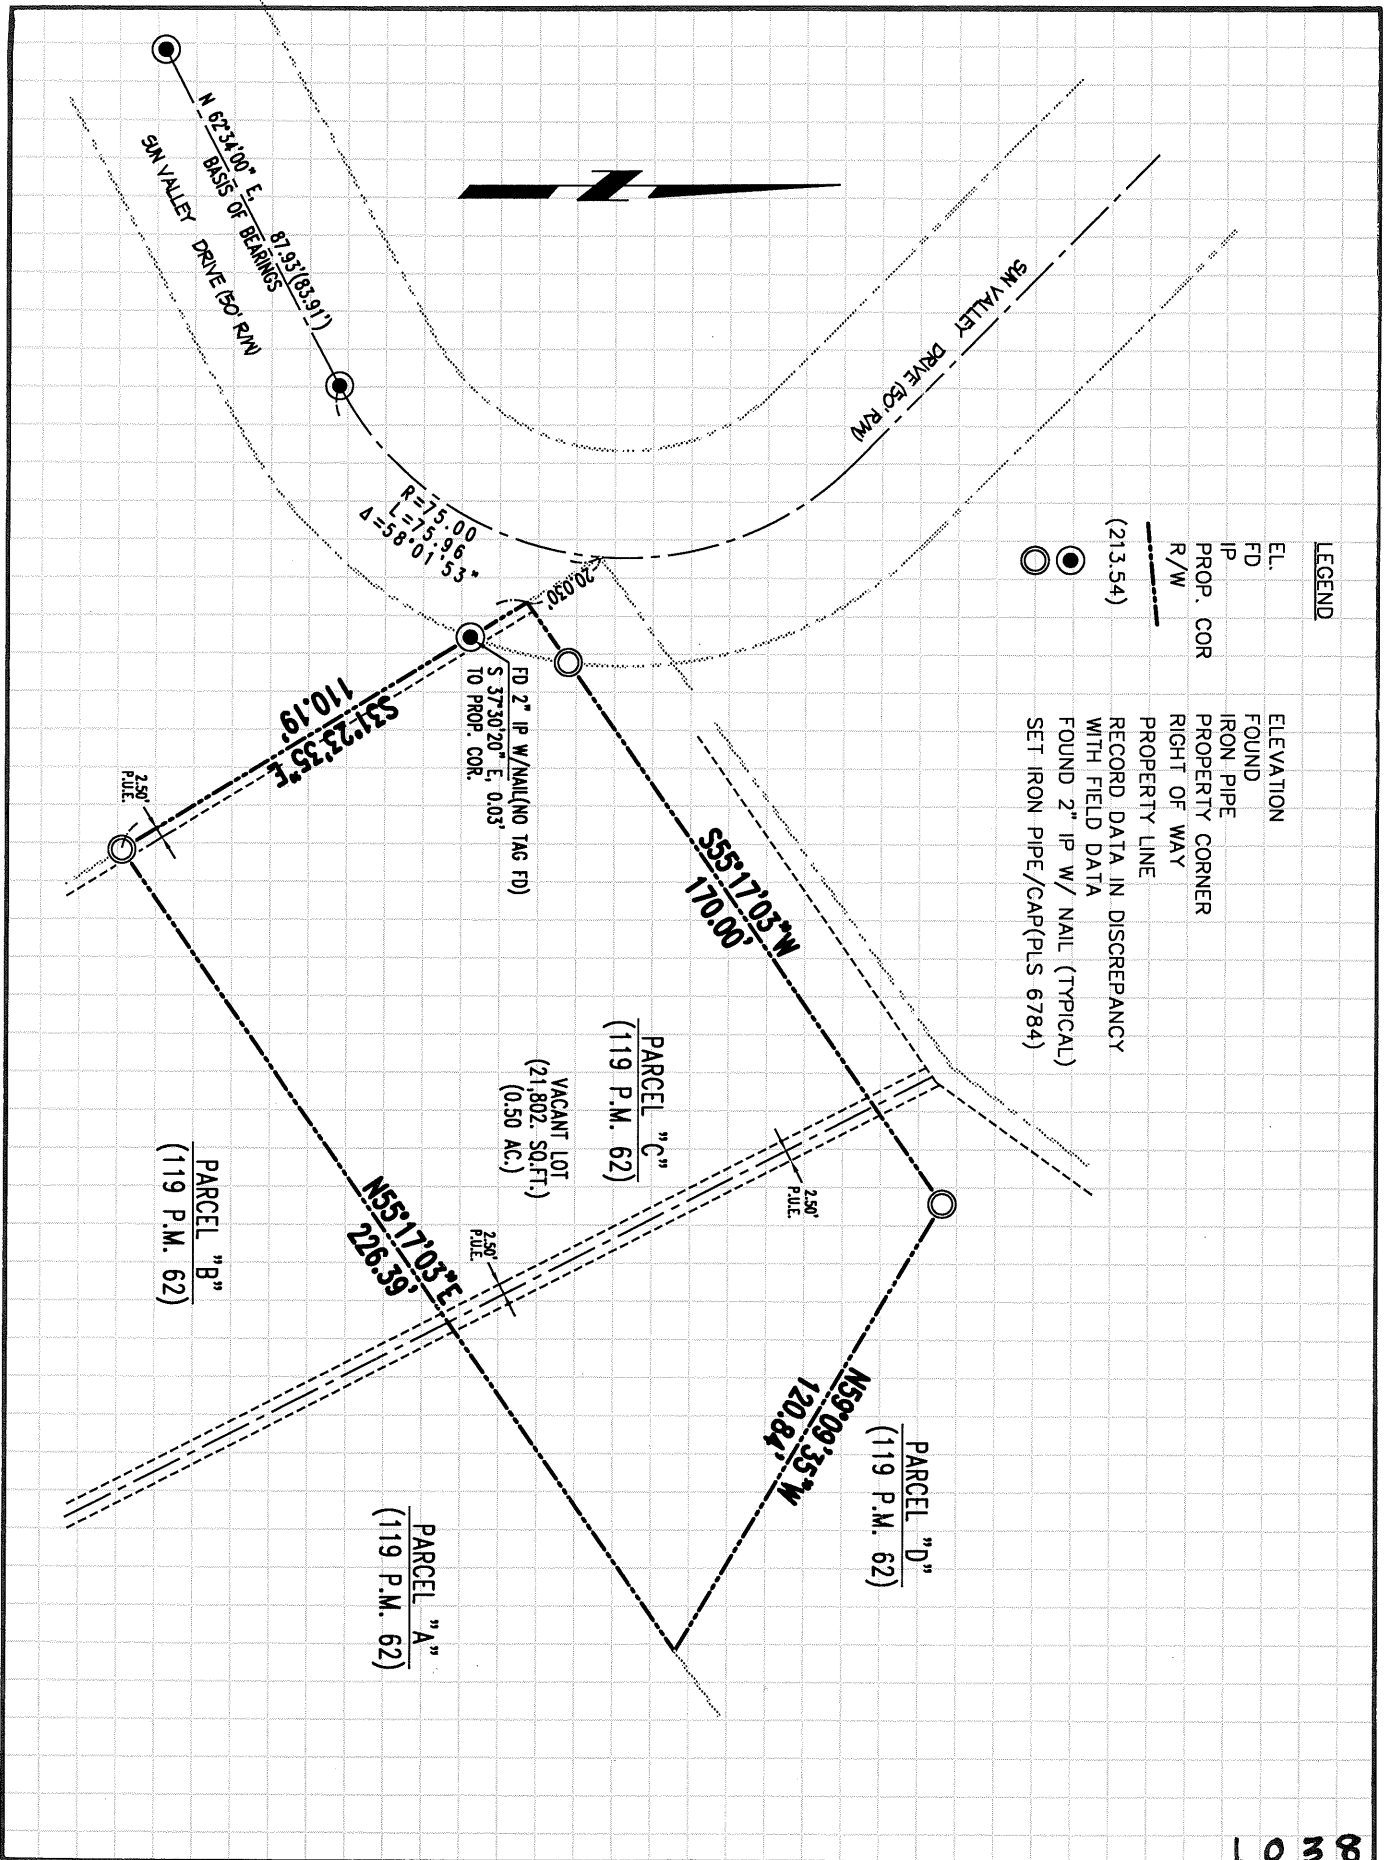 LEGEND
EL. ELEVATION
FD FOUND
IP IRON PIPE
PROP. COR PROPERTY CORNER
R/W RIGHT OF WAY
PROPERTY LINE
(213.54) RECORD DATA IN DISCREPANCY
WITH FIELD DATA
FOUND 2" IP W/ NAIL (TYPICAL)
SET IRON PIPE/CAP(PLS 6784)
SUN VALLEY DRIVE (50' R/W)
N 62°34'00" E, 87.93'(83.91')
BASIS OF BEARINGS
SUN VALLEY DRIVE (50' R/W)
R=75.00
L=75.96
Δ=58°01'53"
20.030'
FD 2" IP W/NAIL(NO TAG FD)
S 37°30'20" E, 0.03'
TO PROP. COR.
S31°23'35"E
110.19'
2.50'
P.U.E.
S55°17'03"W
170.00'
PARCEL "C"
(119 P.M. 62)
VACANT LOT
(21,802. SQ.FT.)
(0.50 AC.)
2.50'
P.U.E.
2.50'
P.U.E.
N55°17'03"E
226.39'
PARCEL "B"
(119 P.M. 62)
N59°09'35"W
120.84'
PARCEL "D"
(119 P.M. 62)
PARCEL "A"
(119 P.M. 62)
1038